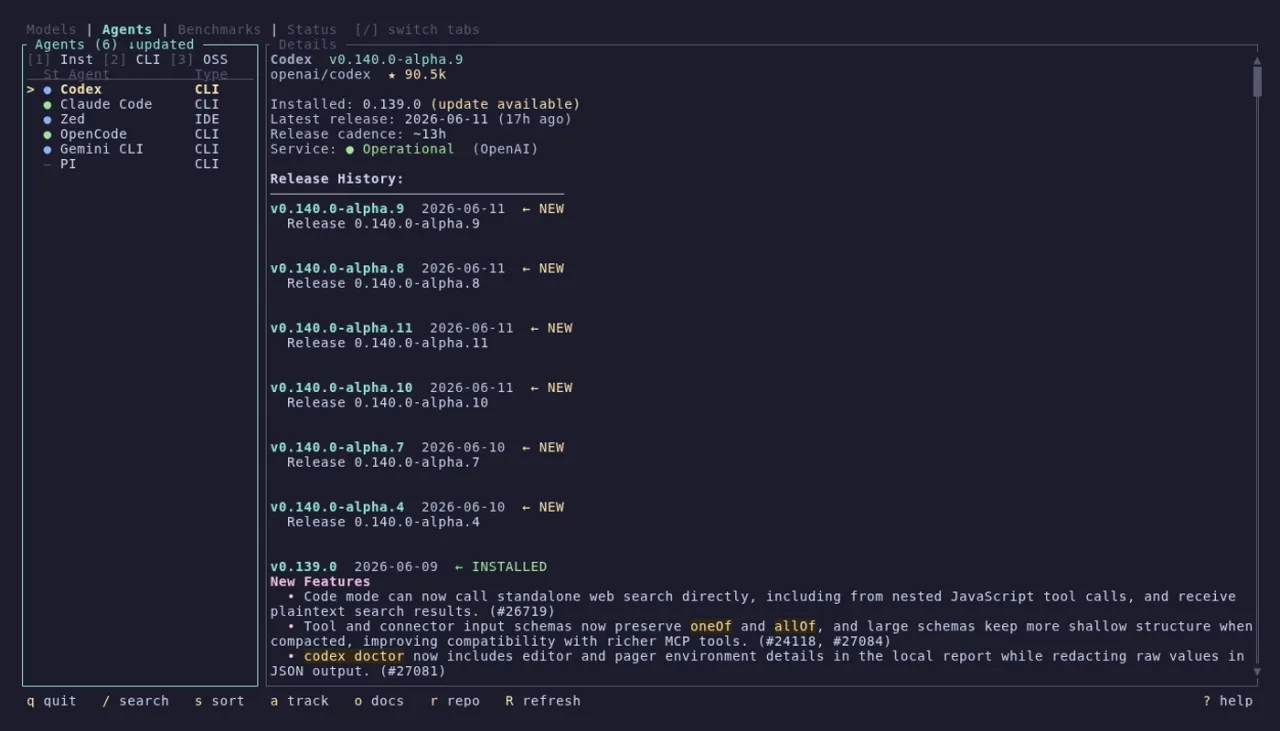 Models | Agents | Benchmarks | Status [/] switch tabs
Agents (6) ↓updated
[1] Inst [2] CLI [3] OSS
St Agent Type
> ● Codex CLI
● Claude Code CLI
● Zed IDE
● OpenCode CLI
● Gemini CLI CLI
— PI CLI
Details
Codex v0.140.0-alpha.9
openai/codex ★ 90.5k
Installed: 0.139.0 (update available)
Latest release: 2026-06-11 (17h ago)
Release cadence: ~13h
Service: ● Operational (OpenAI)
Release History:
v0.140.0-alpha.9 2026-06-11 ← NEW
Release 0.140.0-alpha.9
v0.140.0-alpha.8 2026-06-11 ← NEW
Release 0.140.0-alpha.8
v0.140.0-alpha.11 2026-06-11 ← NEW
Release 0.140.0-alpha.11
v0.140.0-alpha.10 2026-06-11 ← NEW
Release 0.140.0-alpha.10
v0.140.0-alpha.7 2026-06-10 ← NEW
Release 0.140.0-alpha.7
v0.140.0-alpha.4 2026-06-10 ← NEW
Release 0.140.0-alpha.4
v0.139.0 2026-06-09 ← INSTALLED
New Features
• Code mode can now call standalone web search directly, including from nested JavaScript tool calls, and receive
plaintext search results. (#26719)
• Tool and connector input schemas now preserve oneOf and allOf, and large schemas keep more shallow structure when
compacted, improving compatibility with richer MCP tools. (#24118, #27084)
• codex doctor now includes editor and pager environment details in the local report while redacting raw values in
JSON output. (#27081)
q quit / search s sort a track o docs r repo R refresh ? help